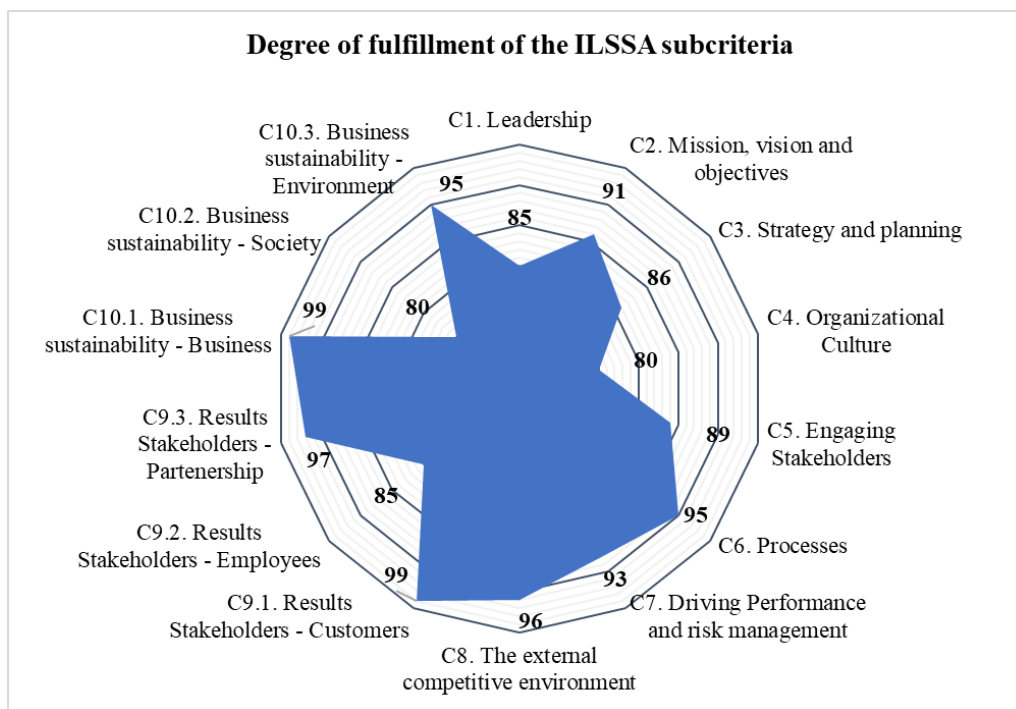 Degree of fulfillment of the ILSSA subcriteria
C1. Leadership
85
C2. Mission, vision and
objectives
91
C3. Strategy and planning
86
C4. Organizational
Culture
80
C5. Engaging
Stakeholders
89
C6. Processes
95
C7. Driving Performance
and risk management
93
C8. The external
competitive environment
96
C9.1. Results
Stakeholders - Customers
99
C9.2. Results
Stakeholders - Employees
85
C9.3. Results
Stakeholders -
Partenership
97
C10.1. Business
sustainability - Business
99
C10.2. Business
sustainability - Society
80
C10.3. Business
sustainability -
Environment
95